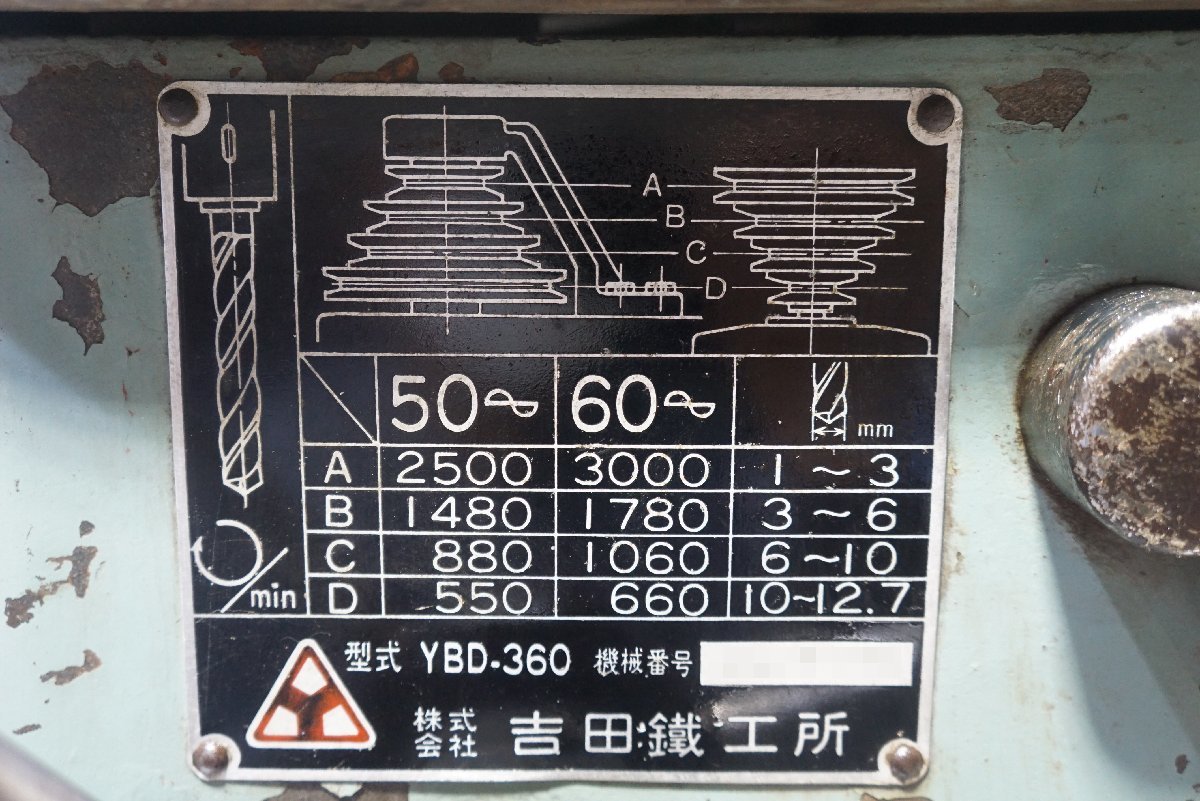 A
B
C
D
50~ 60~ mm
A 2500 3000 1~3
B 1480 1780 3~6
C 880 1060 6~10
D 550 660 10~12.7
/min
型式 YBD-360 機械番号
株式会社 吉田鐵工所